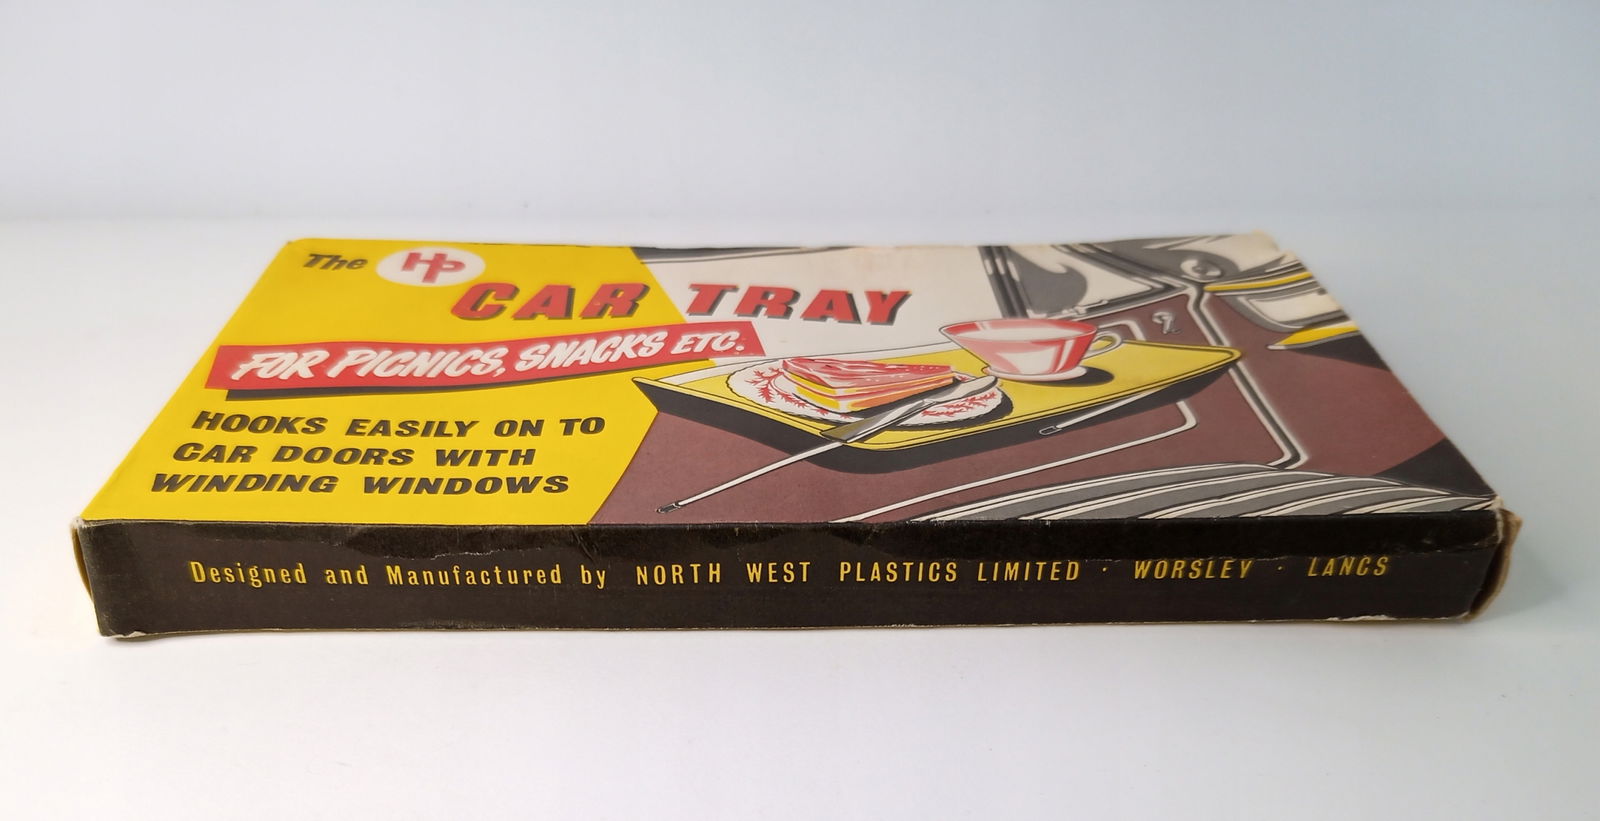 The HP
CAR TRAY
FOR PICNICS, SNACKS ETC.
HOOKS EASILY ON TO
CAR DOORS WITH
WINDING WINDOWS
Designed and Manufactured by NORTH WEST PLASTICS LIMITED · WORSLEY · LANCS